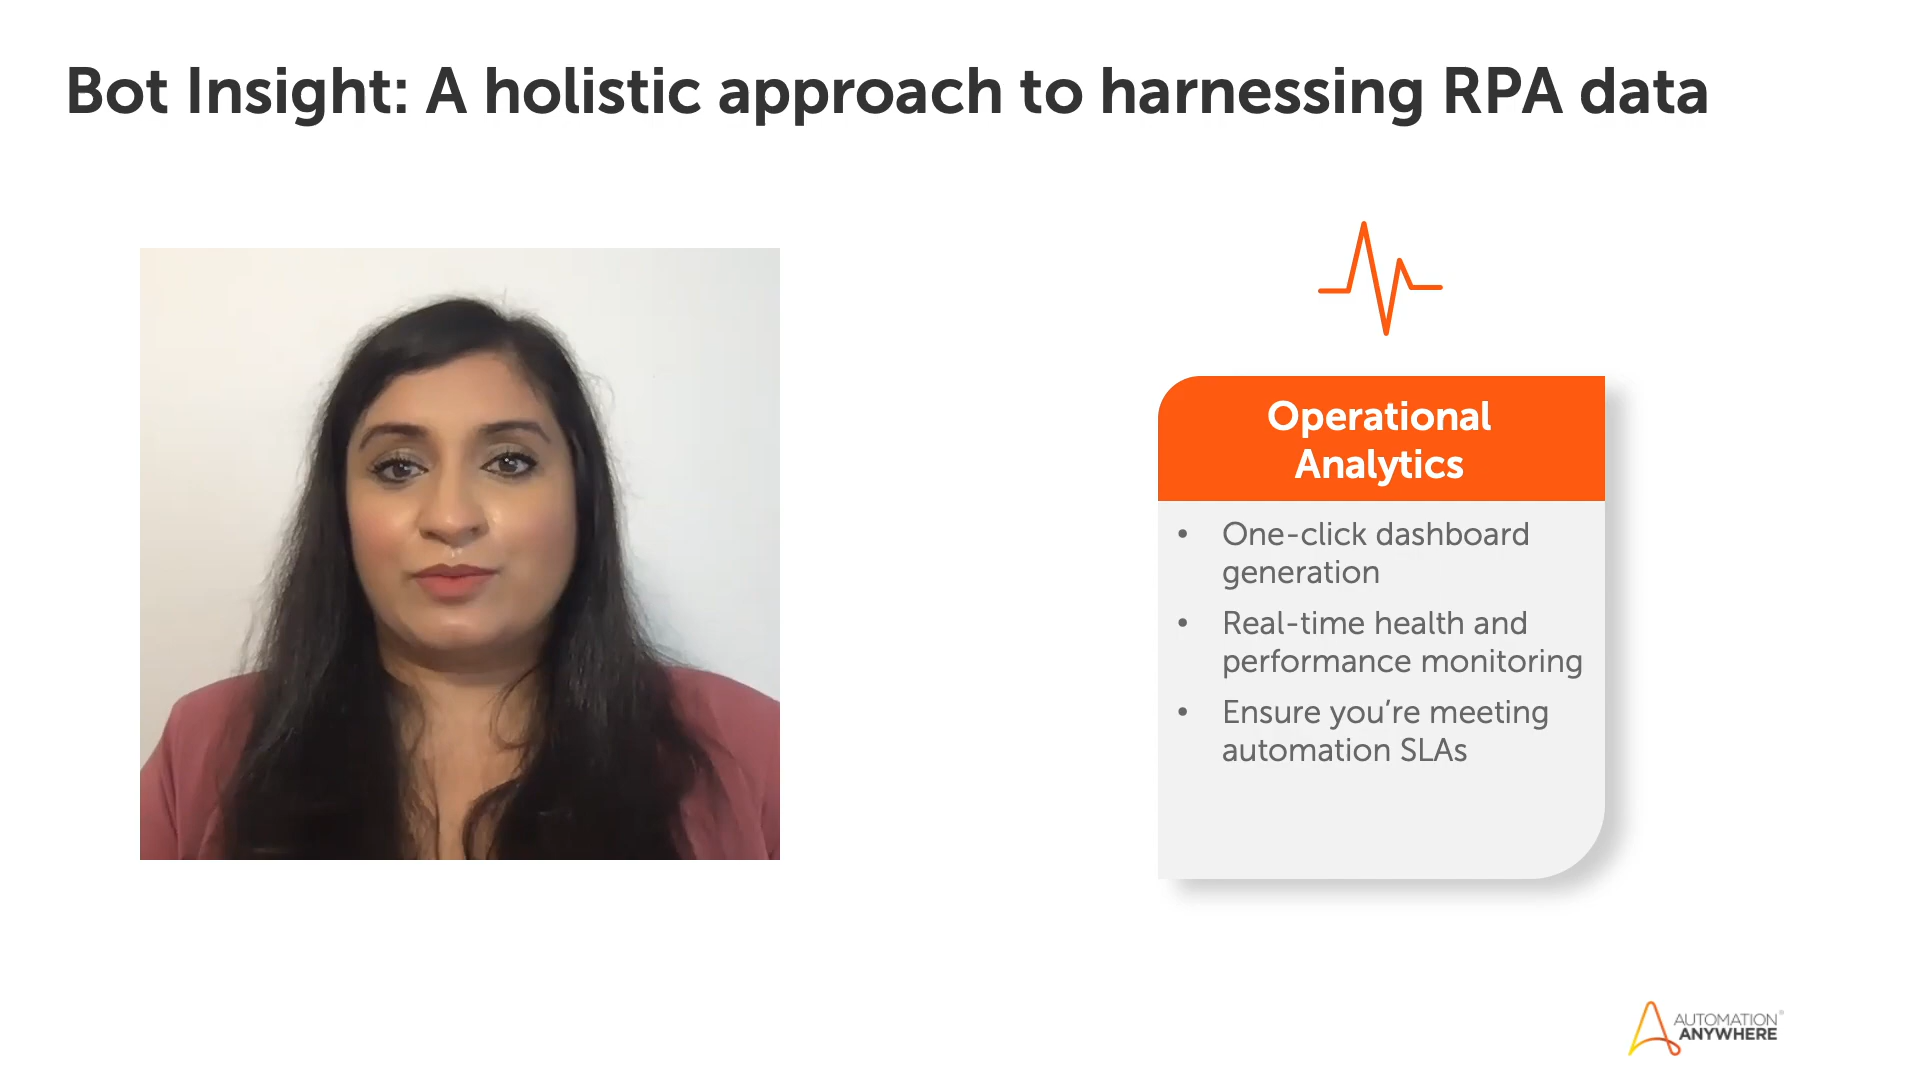 Bot Insight: A holistic approach to harnessing RPA data
Operational
Analytics
• One-click dashboard
generation
• Real-time health and
performance monitoring
• Ensure you’re meeting
automation SLAs
AUTOMATION®
ANYWHERE